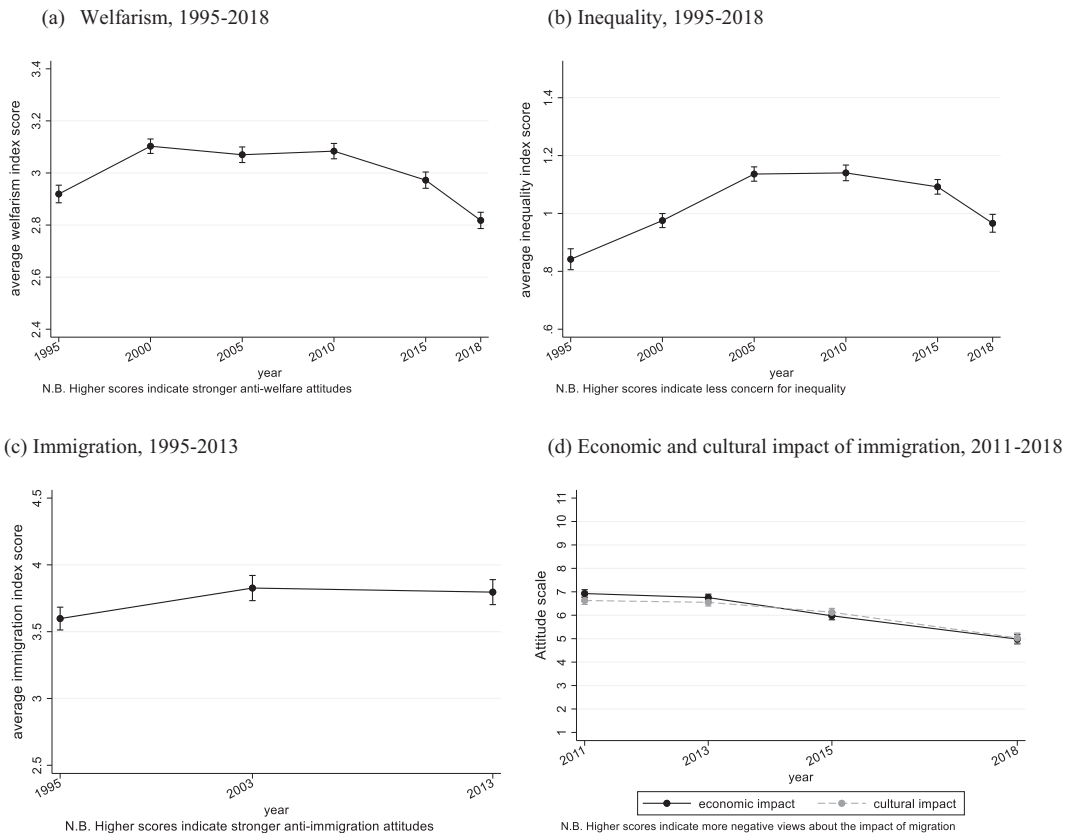 (a) Welfarism, 1995-2018
average welfarism index score
3.4
3.2
3
2.8
2.6
2.4
1995
2000
2005
2010
2015
2018
year
N.B. Higher scores indicate stronger anti-welfare attitudes
(b) Inequality, 1995-2018
average inequality index score
1.4
1.2
1
.8
.6
1995
2000
2005
2010
2015
2018
year
N.B. Higher scores indicate less concern for inequality
(c) Immigration, 1995-2013
average immigration index score
4.5
4
3.5
3
2.5
1995
2003
2013
year
N.B. Higher scores indicate stronger anti-immigration attitudes
(d) Economic and cultural impact of immigration, 2011-2018
Attitude scale
11
10
9
8
7
6
5
4
3
2
1
2011
2013
2015
2018
year
economic impact
cultural impact
N.B. Higher scores indicate more negative views about the impact of migration